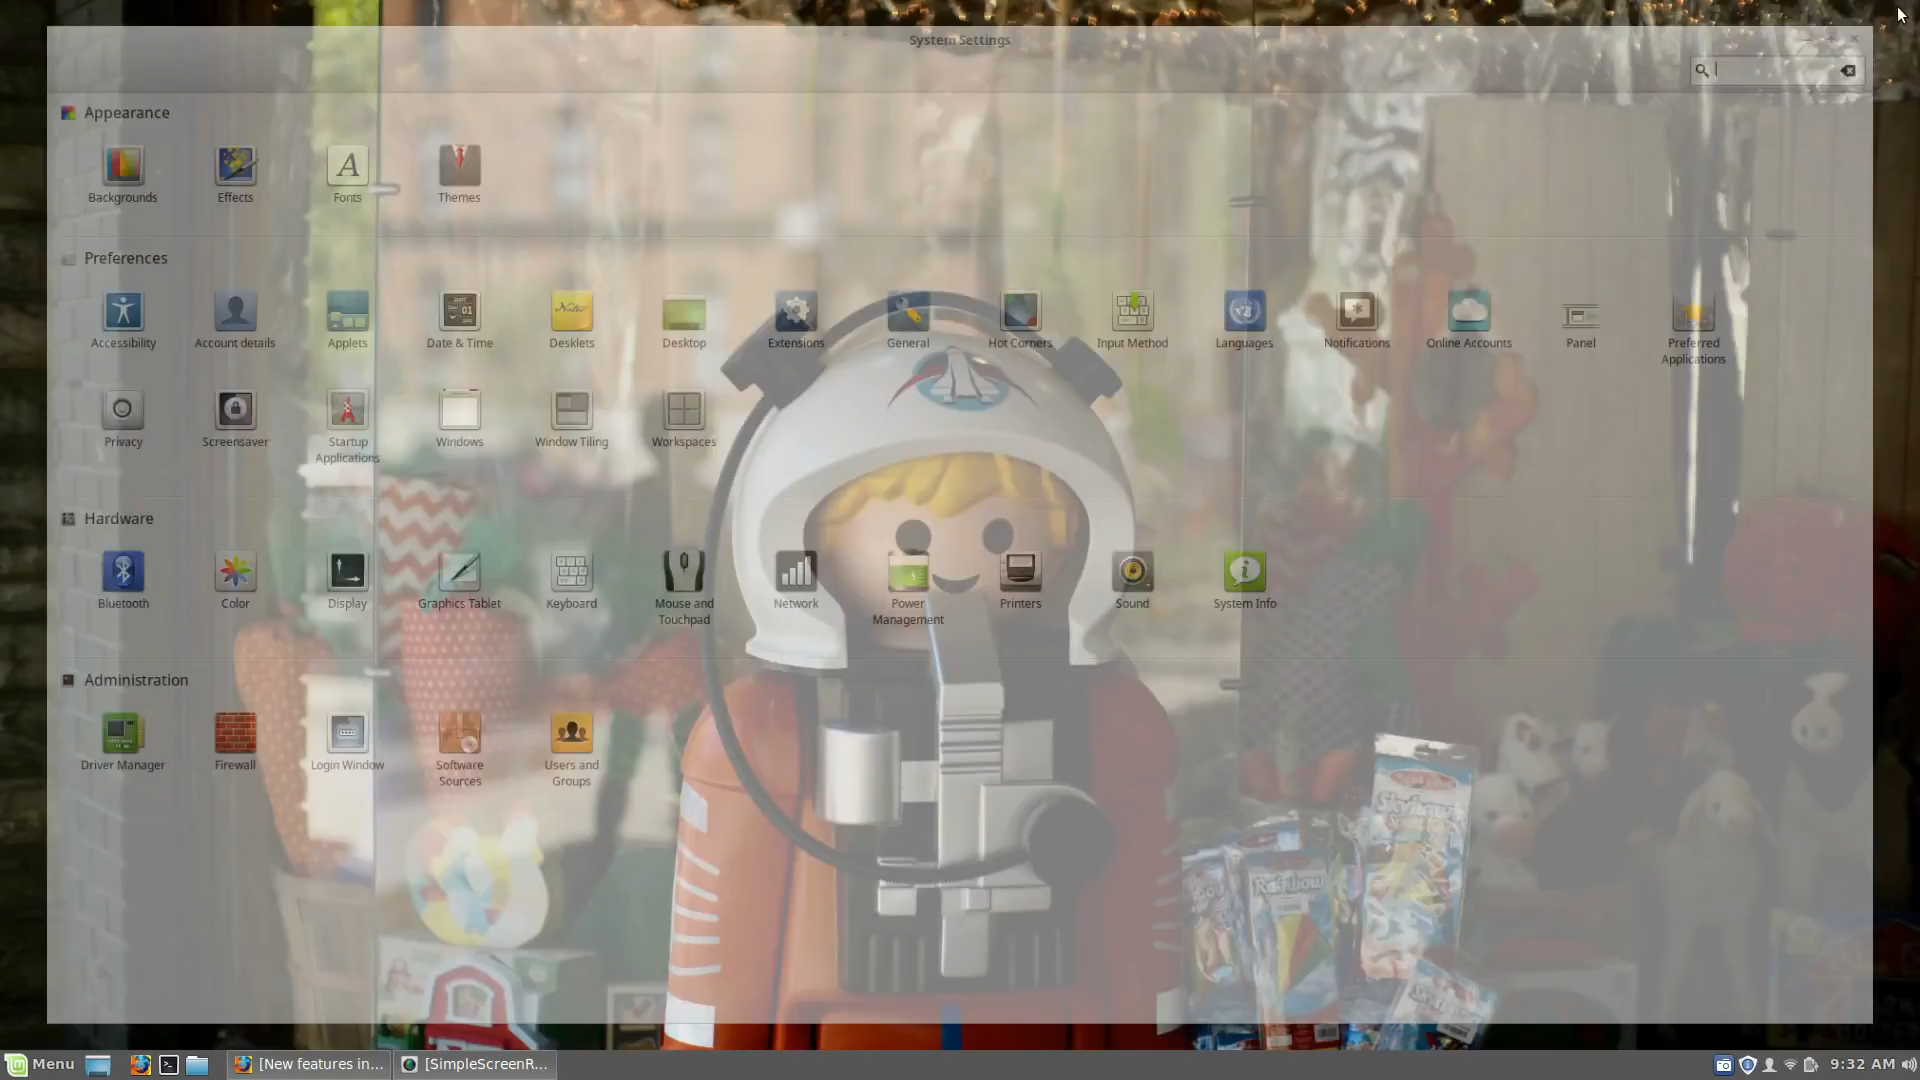 System Settings
Appearance
Backgrounds
Effects
Fonts
Themes
Preferences
Accessibility
Account details
Applets
Date & Time
Desklets
Desktop
Extensions
General
Hot Corners
Input Method
Languages
Notifications
Online Accounts
Panel
Preferred
Applications
Privacy
Screensaver
Startup
Applications
Windows
Window Tiling
Workspaces
Hardware
Bluetooth
Color
Display
Graphics Tablet
Keyboard
Mouse and
Touchpad
Network
Power
Management
Printers
Sound
System Info
Administration
Driver Manager
Firewall
Login Window
Software
Sources
Users and
Groups
Rainbow
Menu
[New features in...
[SimpleScreenR...
9:32 AM